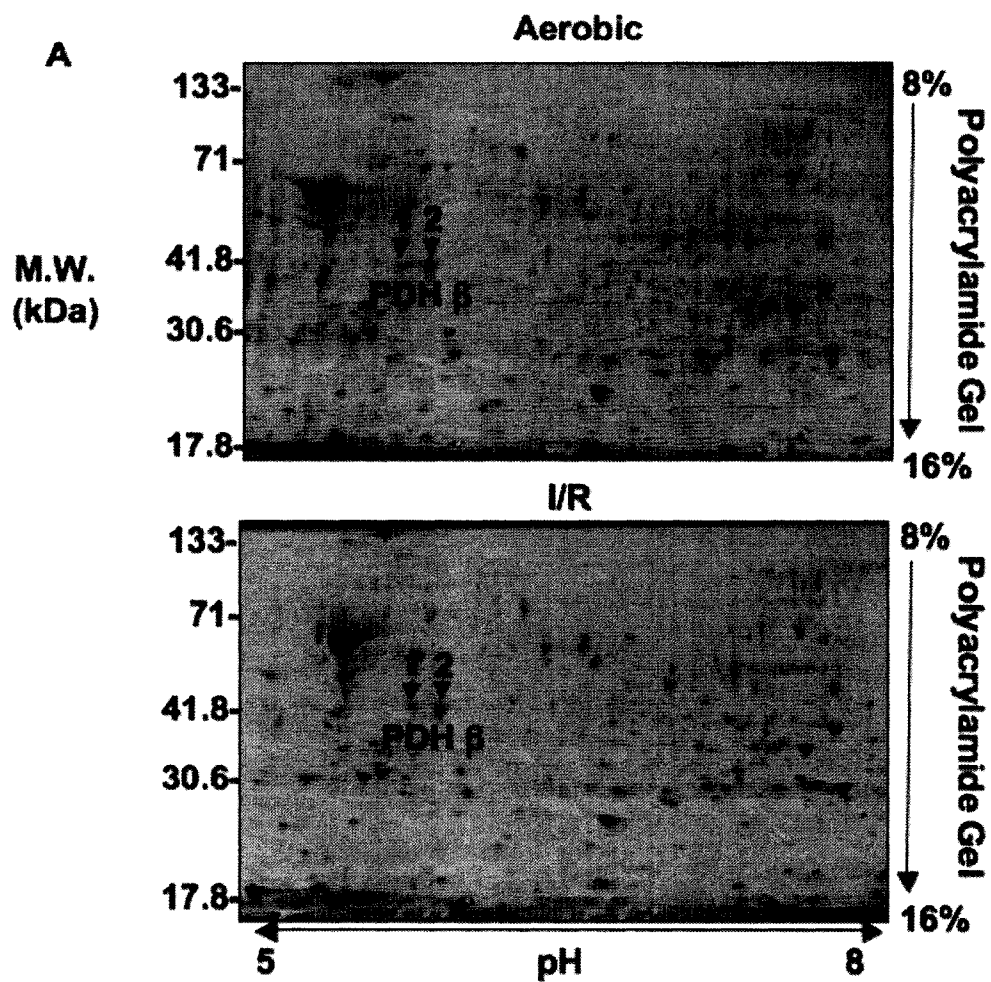 A
Aerobic
133-
71-
41.8-
30.6-
17.8-
M.W.
(kDa)
1 2
PDH β
8%
Polyacrylamide Gel
16%
I/R
133-
71-
41.8-
30.6-
17.8-
1 2
PDH β
8%
Polyacrylamide Gel
16%
5
pH
8